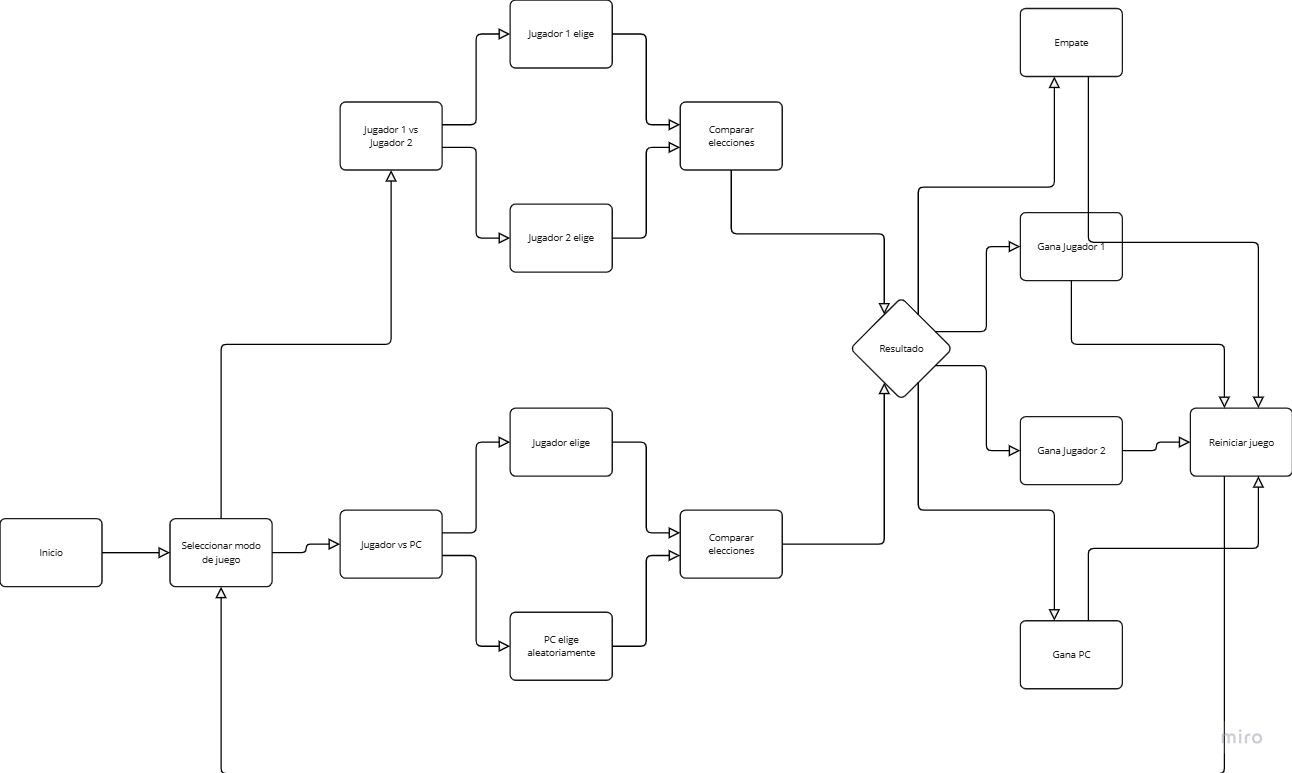 Jugador 1 elige
Empate
Jugador 1 vs
Jugador 2
Comparar
elecciones
Jugador 2 elige
Gana Jugador 1
Resultado
Jugador elige
Gana Jugador 2
Reiniciar juego
Inicio
Seleccionar modo
de juego
Jugador vs PC
Comparar
elecciones
PC elige
aleatoriamente
Gana PC
miro